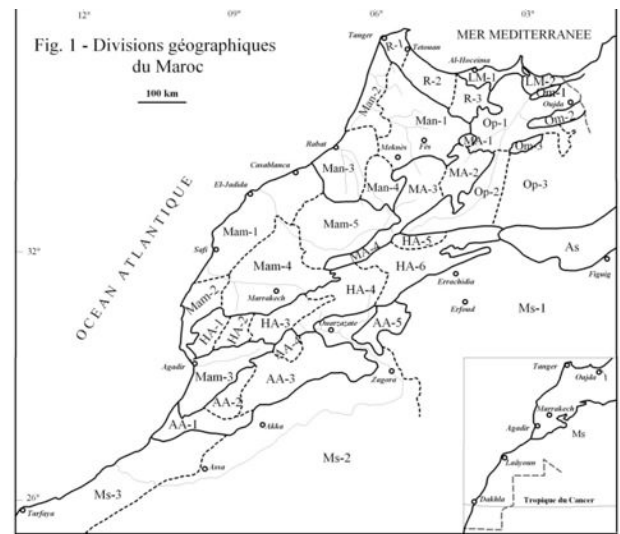 12° 09° 06° 03°
Fig. 1 - Divisions géographiques
du Maroc
100 km
MER MEDITERRANEE
OCEAN ATLANTIQUE
Tanger
R-1
Tetouan
Al-Hoceima
LM-1
LM-2
R-2
R-3
Om-1
Oujda
Om-2
Man-2
Man-1
Op-1
Rabat
Meknès
Fès
MA-1
Om-3
Casablanca
Man-3
Man-4
MA-3
MA-2
Op-2
Op-3
El-Jadida
Mam-1
Mam-5
HA-5
As
Safi
32°
MA-4
Mam-4
HA-6
Figuig
Mam-2
Marrakech
HA-4
Errachidia
Erfoud
Ms-1
HA-1
HA-2
HA-3
Ouarzazate
AA-5
Agadir
AA-4
Mam-3
AA-3
Zagora
AA-2
AA-1
Akka
Ms-2
Assa
Ms-3
26°
Tarfaya
Tanger
Oujda
Marrakech
Agadir
Ms
Laâyoun
Dakhla
Tropique du Cancer